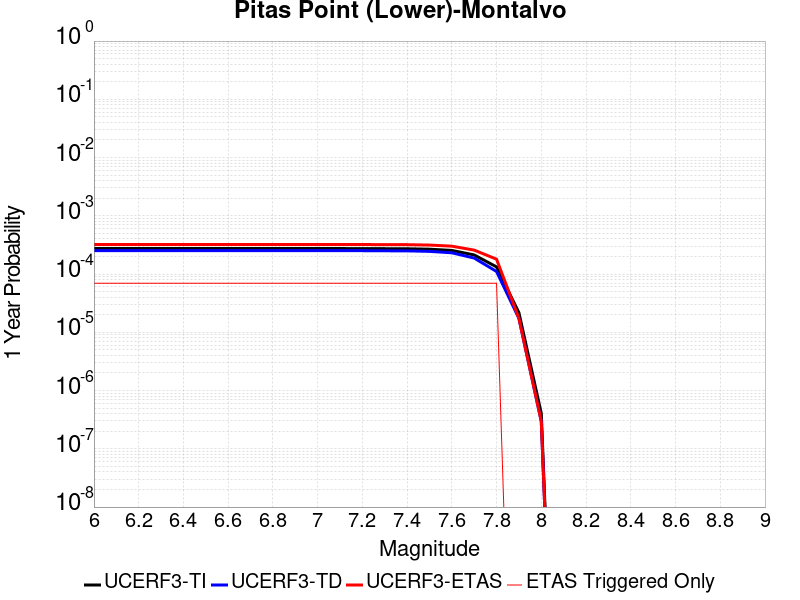 Pitas Point (Lower)-Montalvo
10^0
10^-1
10^-2
10^-3
10^-4
10^-5
10^-6
10^-7
10^-8
1 Year Probability
6 6.2 6.4 6.6 6.8 7 7.2 7.4 7.6 7.8 8 8.2 8.4 8.6 8.8 9
Magnitude
UCERF3-TI UCERF3-TD UCERF3-ETAS ETAS Triggered Only